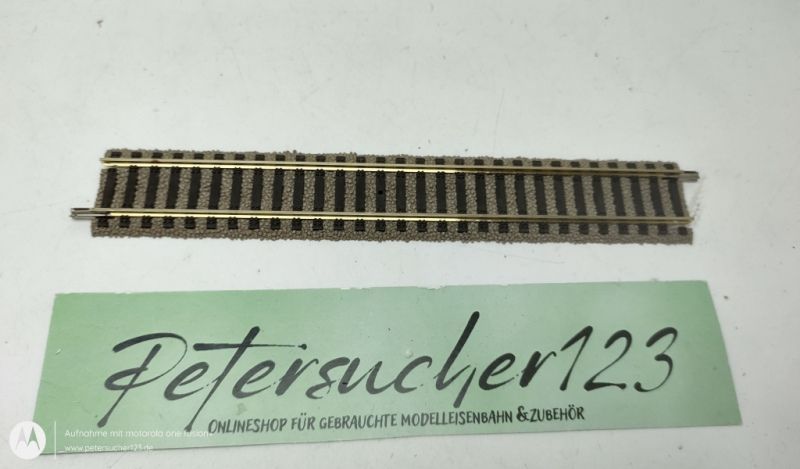 Petersucher123
ONLINESHOP FÜR GEBRAUCHTE MODELLEISENBAHN & ZUBEHÖR
Aufnahme mit motorola one fusion
www.petersucher123.de